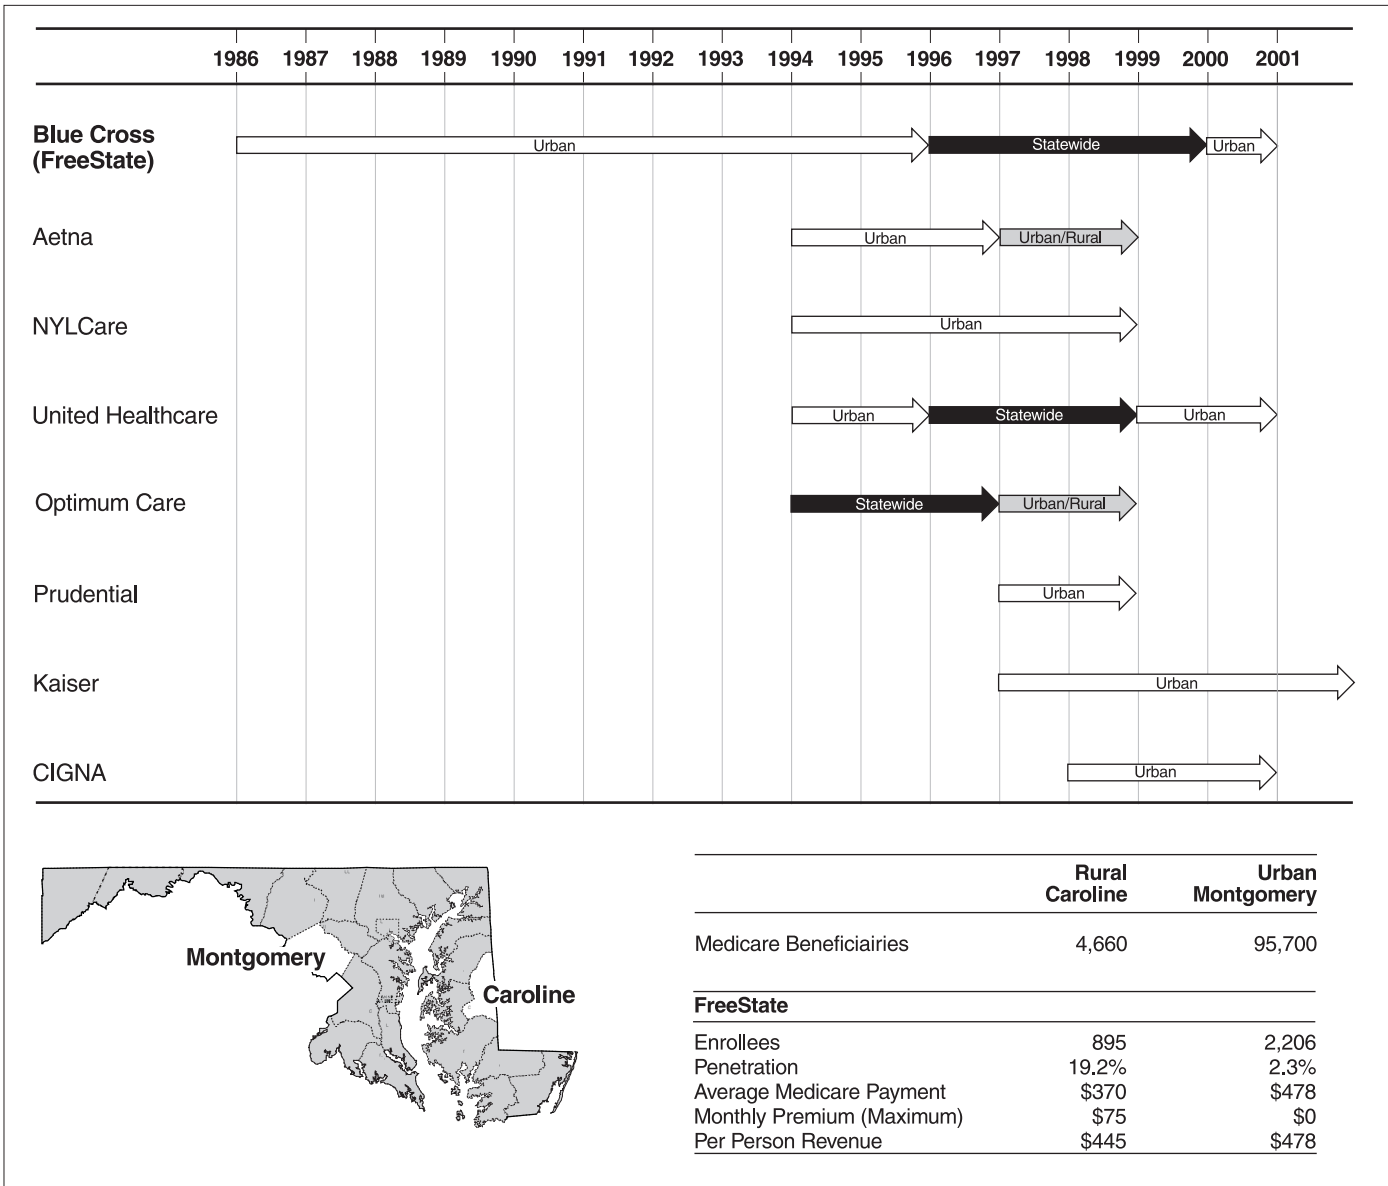 1986 1987 1988 1989 1990 1991 1992 1993 1994 1995 1996 1997 1998 1999 2000 2001
Blue Cross
(FreeState)
Urban Statewide Urban
Aetna Urban Urban/Rural
NYLCare Urban
United Healthcare Urban Statewide Urban
Optimum Care Statewide Urban/Rural
Prudential Urban
Kaiser Urban
CIGNA Urban
Montgomery
Caroline
Rural Urban
Caroline Montgomery
Medicare Beneficiairies 4,660 95,700
FreeState
Enrollees 895 2,206
Penetration 19.2% 2.3%
Average Medicare Payment $370 $478
Monthly Premium (Maximum) $75 $0
Per Person Revenue $445 $478